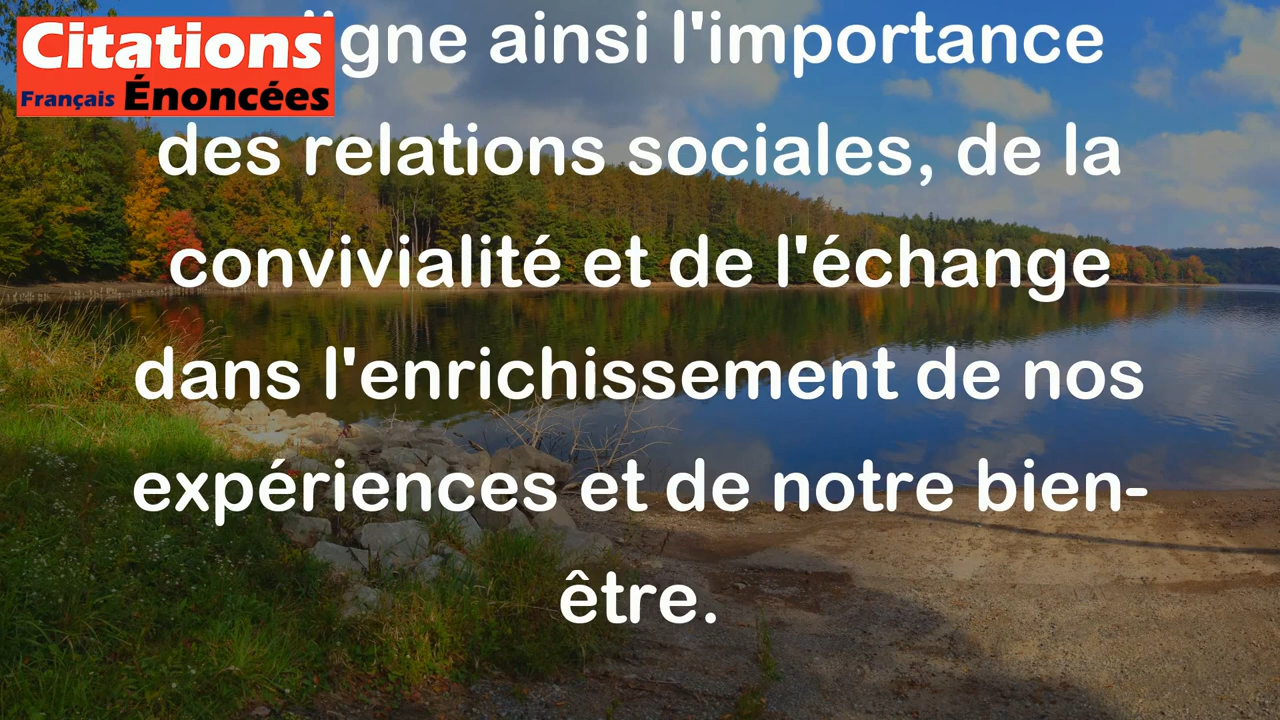 Citations
Français Énoncées
ainsi l'importance
des relations sociales, de la
convivialité et de l'échange
dans l'enrichissement de nos
expériences et de notre bien-
être.